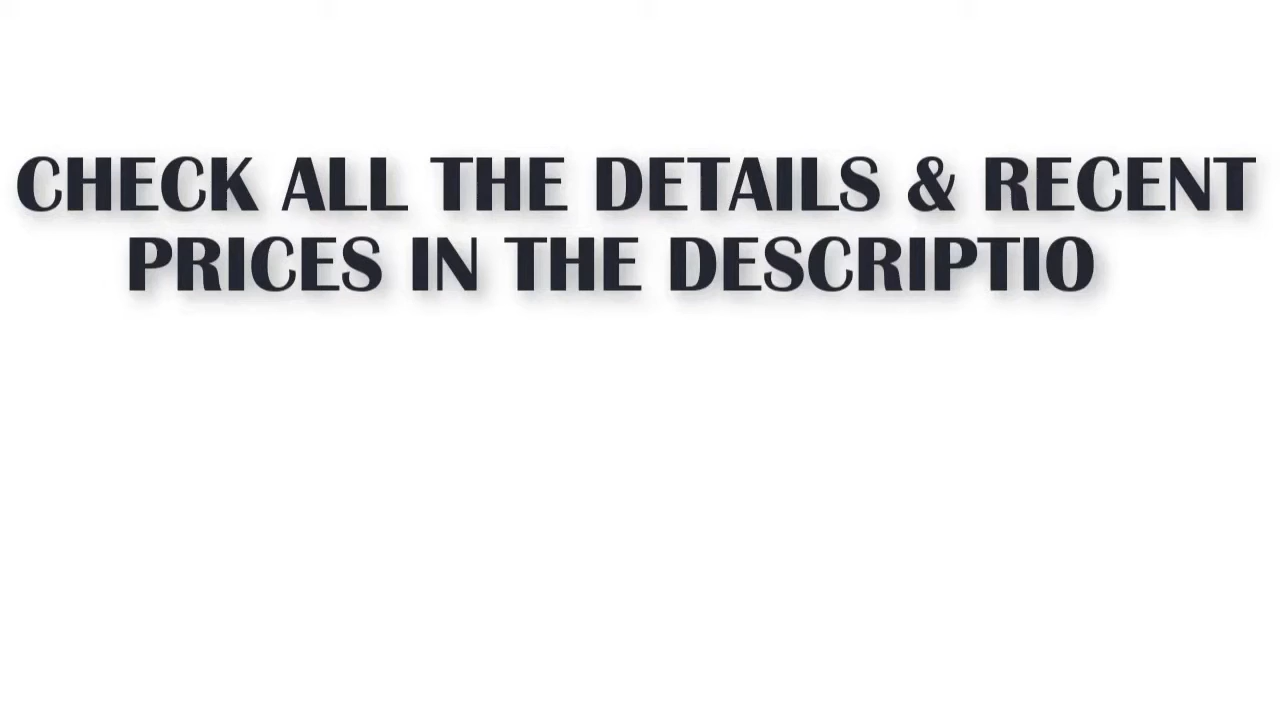 CHECK ALL THE DETAILS & RECENT
PRICES IN THE DESCRIPTIO